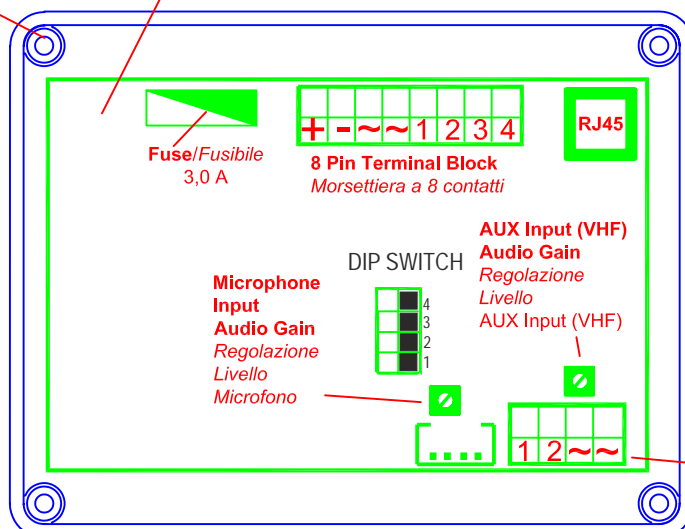 + - ~ ~ 1 2 3 4
RJ45
Fuse/Fusibile
3,0 A
8 Pin Terminal Block
Morsettiera a 8 contatti
AUX Input (VHF)
Audio Gain
Regolazione
Livello
AUX Input (VHF)
DIP SWITCH
4
3
2
1
Microphone
Input
Audio Gain
Regolazione
Livello
Microfono
1 2 ~ ~